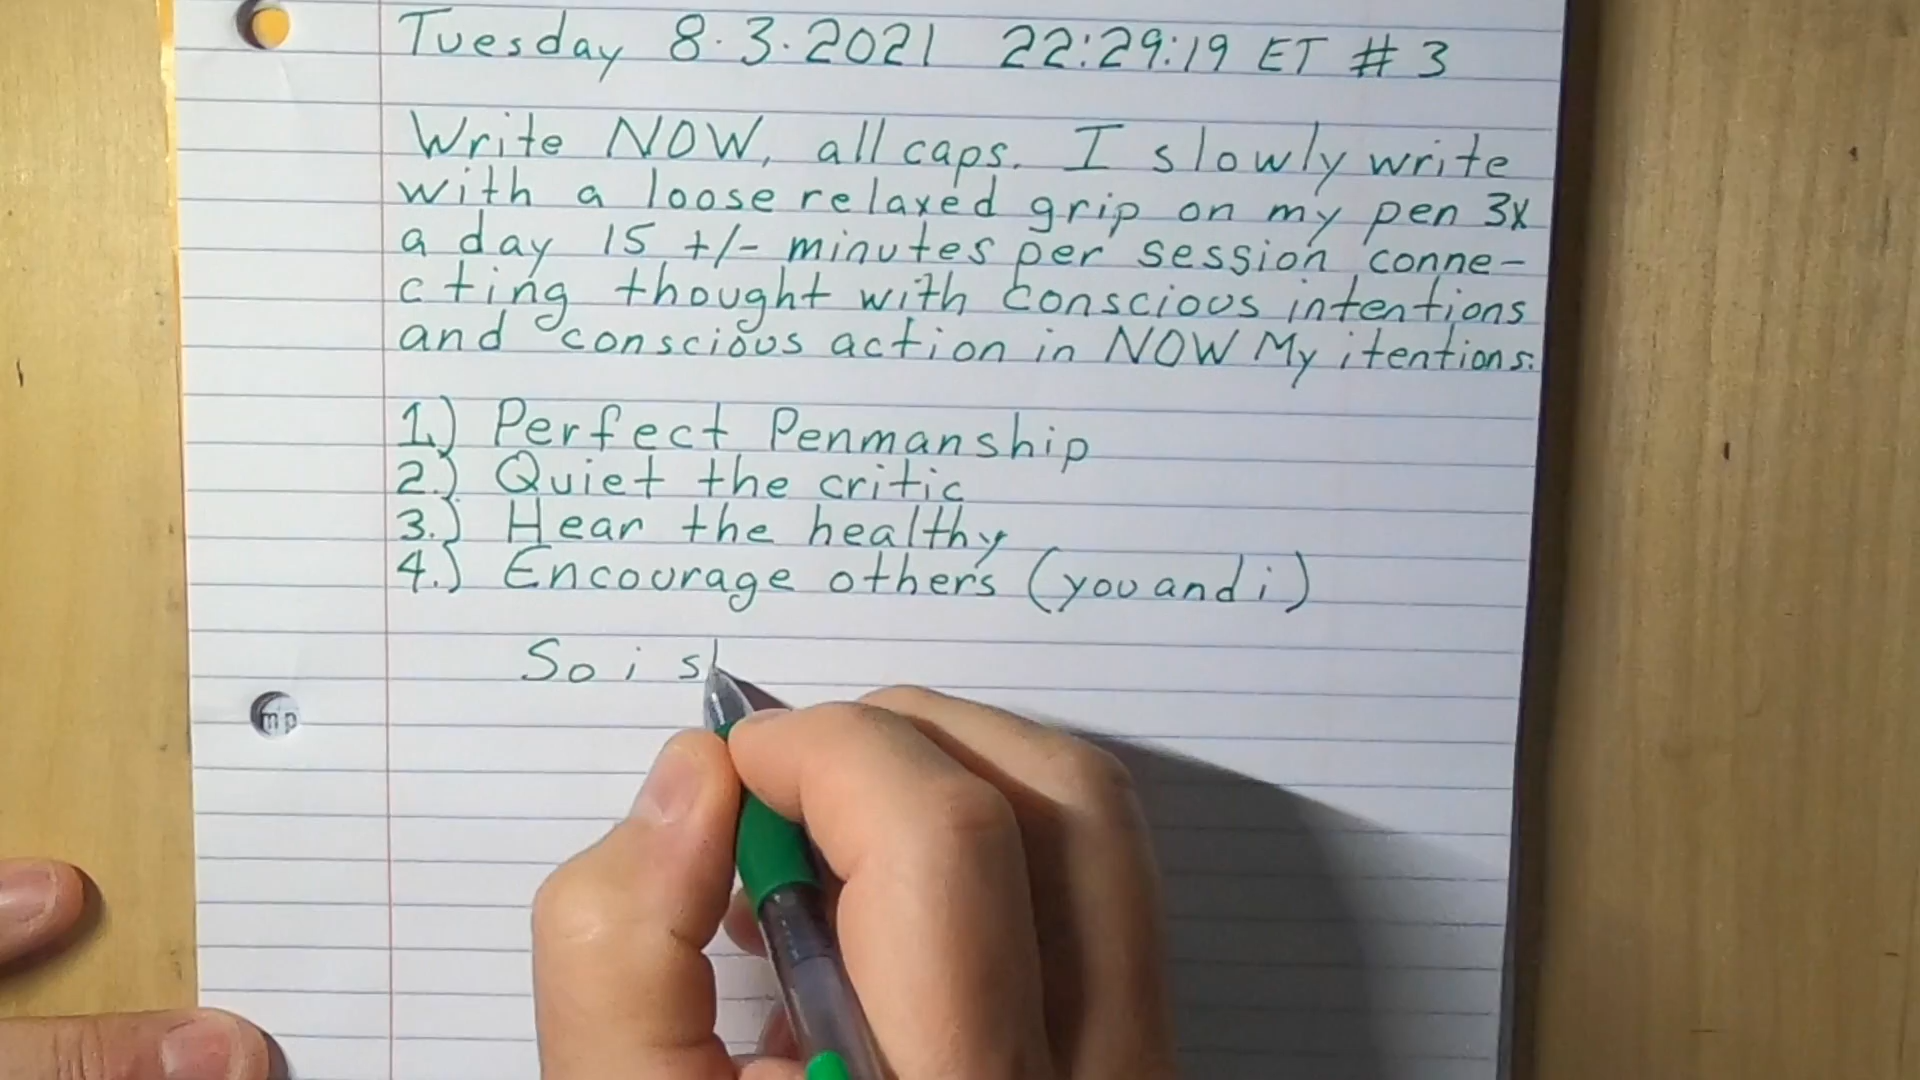 Tuesday 8.3.2021 22:29:19 ET #3
Write NOW, all caps. I slowly write
with a loose relaxed grip on my pen 3x
a day 15 +/- minutes per session conne-
cting thought with conscious intentions
and conscious action in NOW My itentions:
1.) Perfect Penmanship
2.) Quiet the critic
3.) Hear the healthy
4.) Encourage others (you and i)
So i s
mp